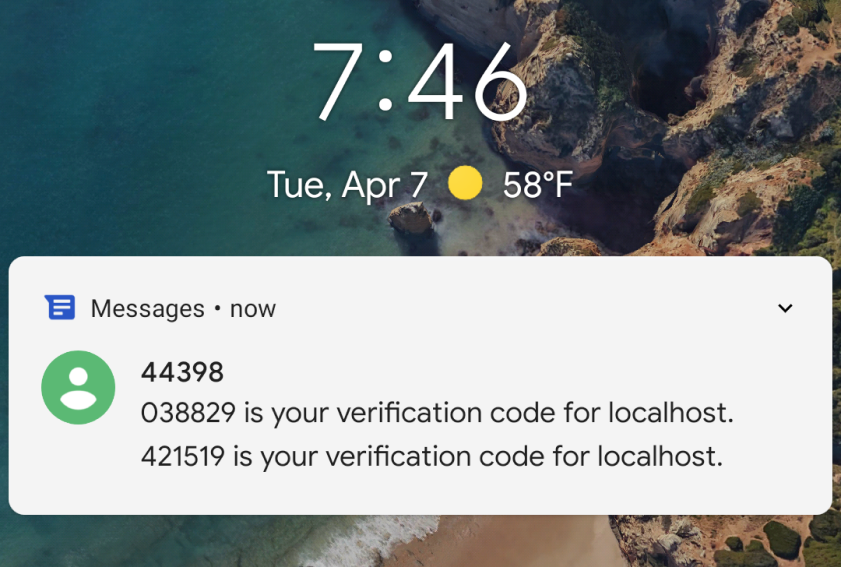 7:46
Tue, Apr 7 58°F
Messages • now
44398
038829 is your verification code for localhost.
421519 is your verification code for localhost.